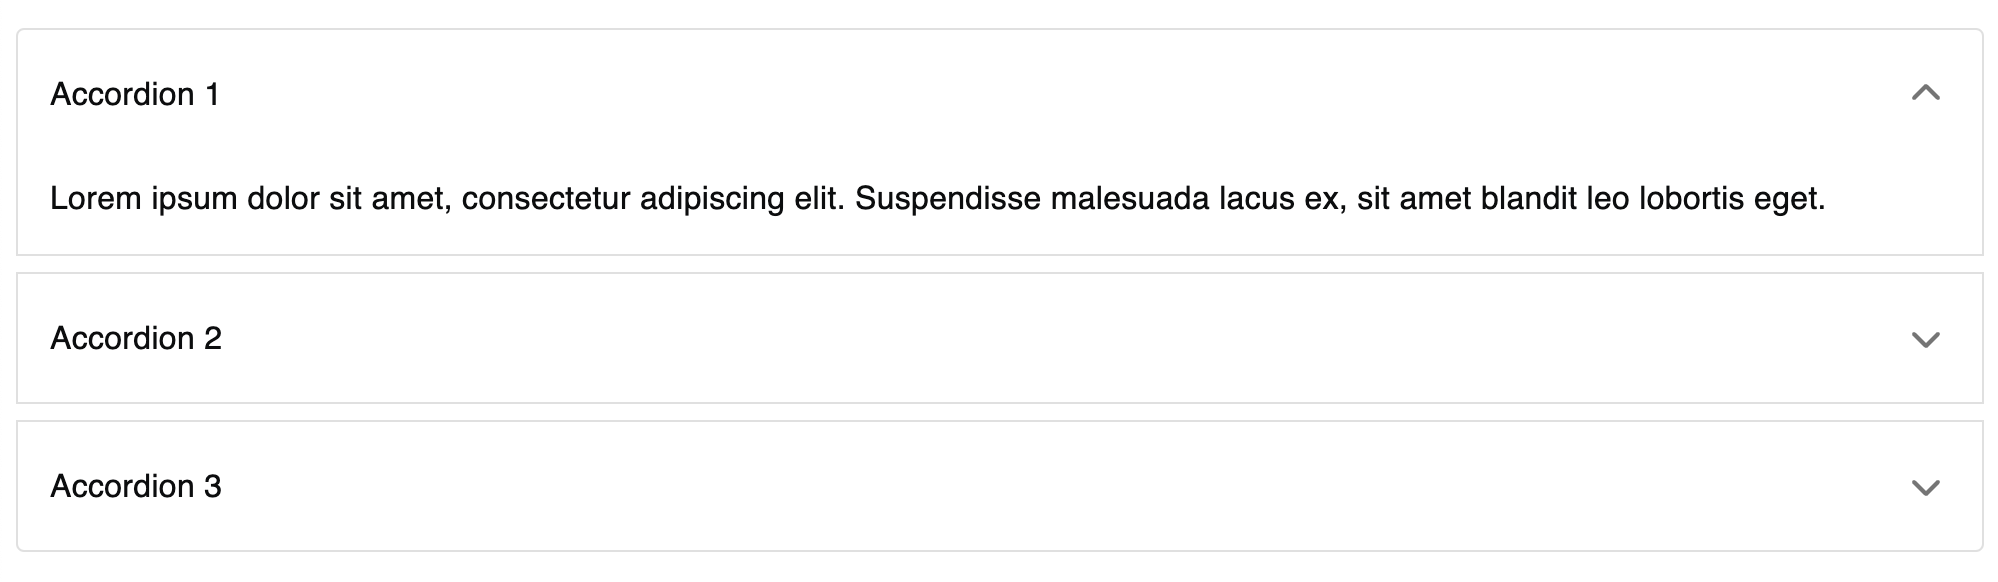 Accordion 1
Lorem ipsum dolor sit amet, consectetur adipiscing elit. Suspendisse malesuada lacus ex, sit amet blandit leo lobortis eget.
Accordion 2
Accordion 3